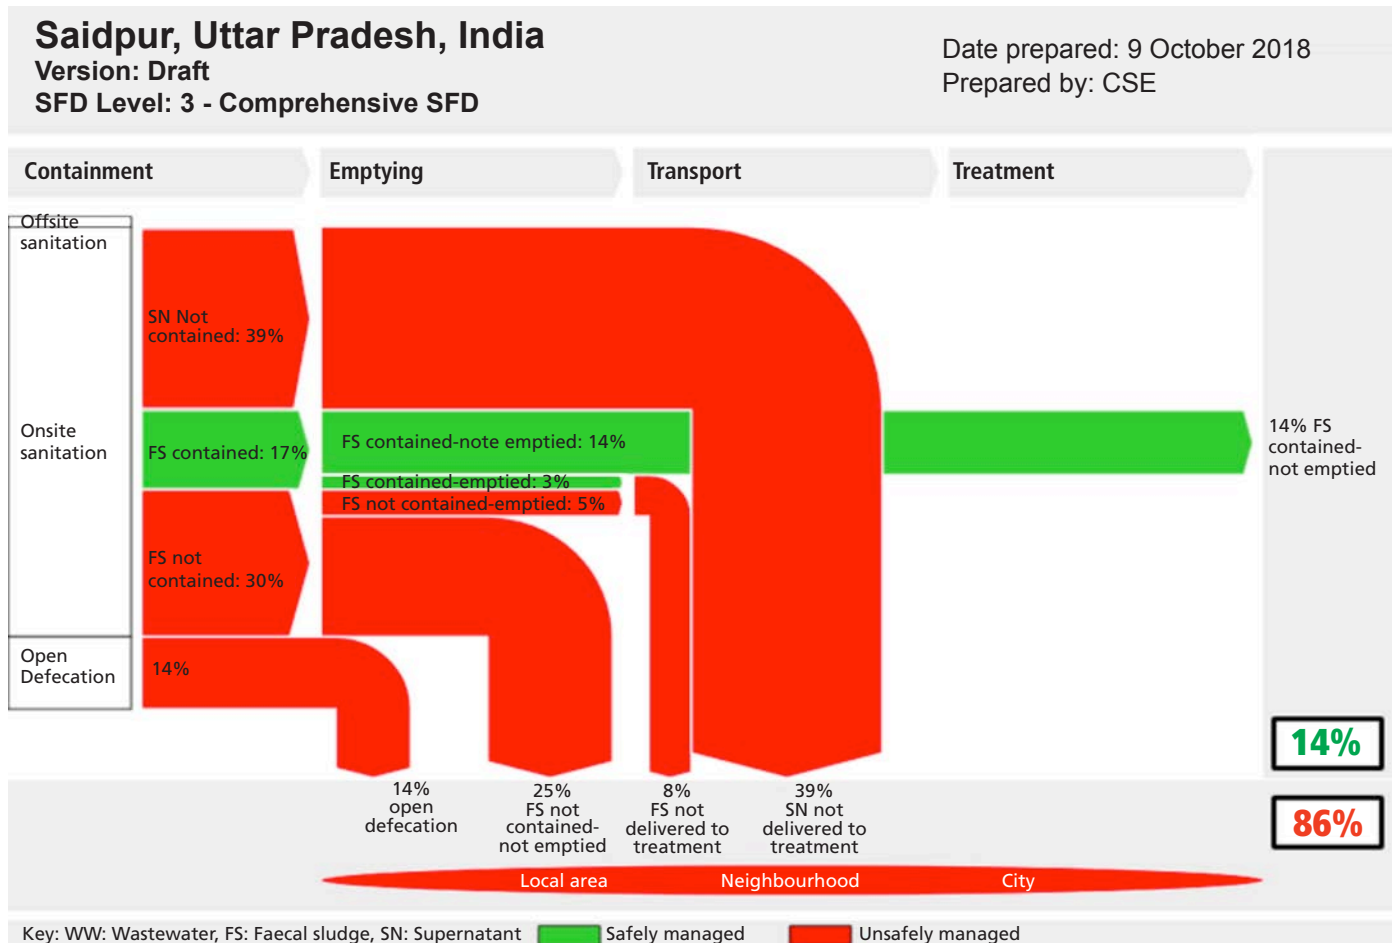 Saidpur, Uttar Pradesh, India
Version: Draft
SFD Level: 3 - Comprehensive SFD
Date prepared: 9 October 2018
Prepared by: CSE
Containment
Emptying
Transport
Treatment
Offsite
sanitation
SN Not
contained: 39%
Onsite
sanitation
FS contained: 17%
FS contained-note emptied: 14%
FS contained-emptied: 3%
FS not contained-emptied: 5%
14% FS
contained-
not emptied
FS not
contained: 30%
Open
Defecation
14%
14%
open
defecation
25%
FS not
contained-
not emptied
8%
FS not
delivered to
treatment
39%
SN not
delivered to
treatment
14%
86%
Local area
Neighbourhood
City
Key: WW: Wastewater, FS: Faecal sludge, SN: Supernatant
Safely managed
Unsafely managed